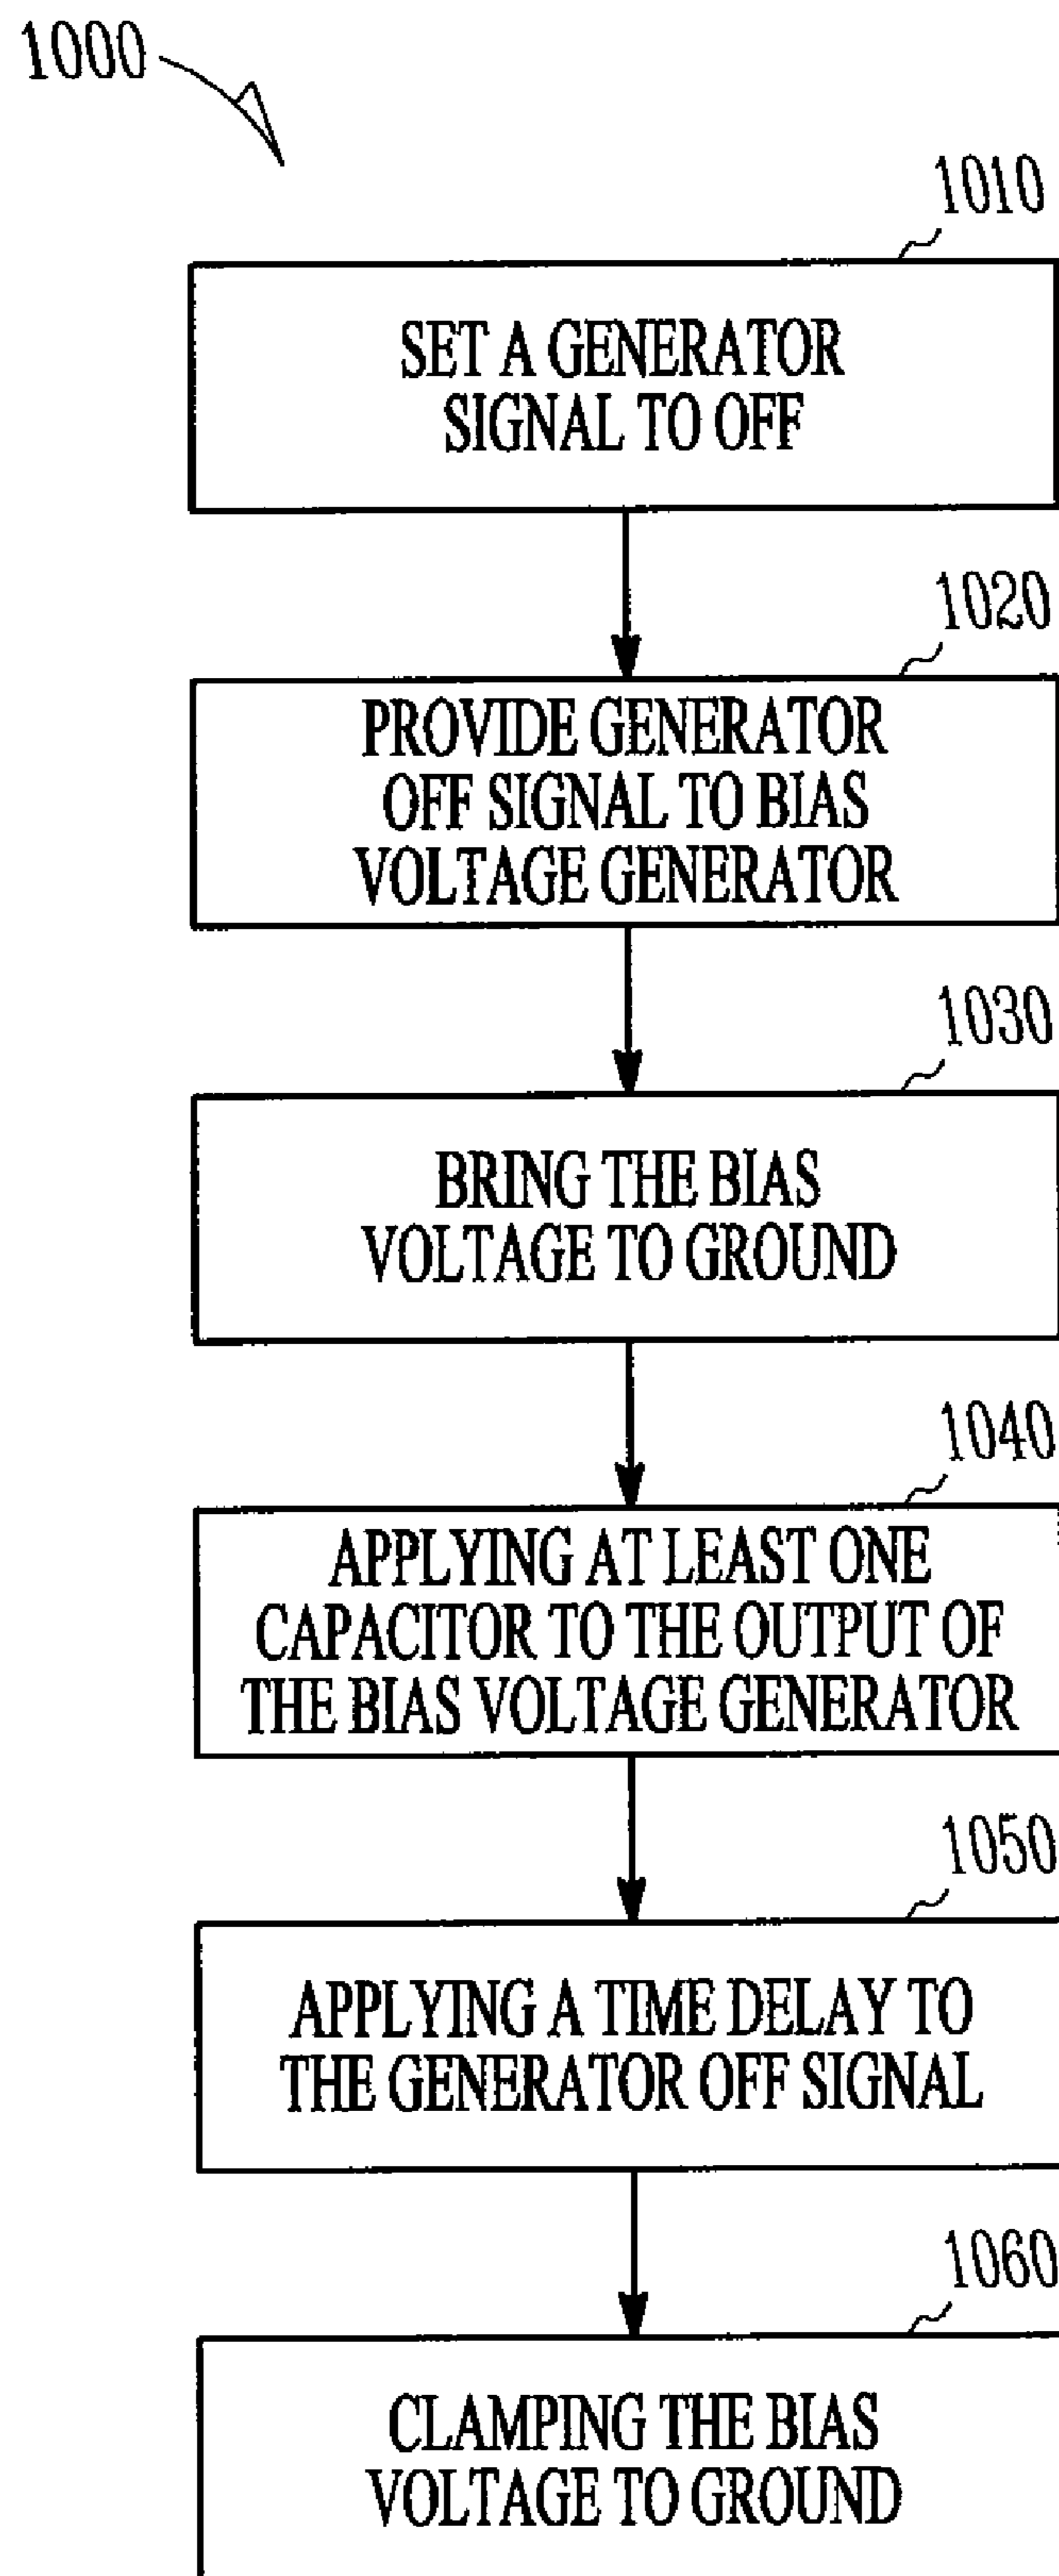 1000
1010
SET A GENERATOR
SIGNAL TO OFF
1020
PROVIDE GENERATOR
OFF SIGNAL TO BIAS
VOLTAGE GENERATOR
1030
BRING THE BIAS
VOLTAGE TO GROUND
1040
APPLYING AT LEAST ONE
CAPACITOR TO THE OUTPUT OF
THE BIAS VOLTAGE GENERATOR
1050
APPLYING A TIME DELAY TO
THE GENERATOR OFF SIGNAL
1060
CLAMPING THE BIAS
VOLTAGE TO GROUND